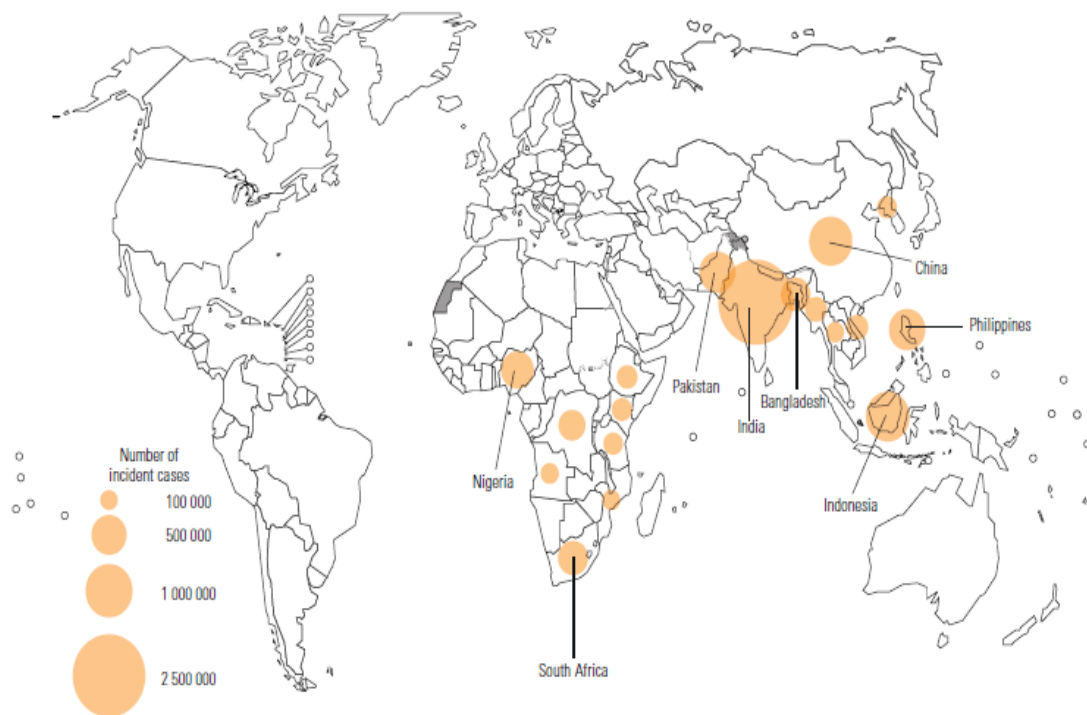 China
Philippines
Pakistan
Bangladesh
India
Nigeria
Indonesia
South Africa
Number of
incident cases
100 000
500 000
1 000 000
2 500 000